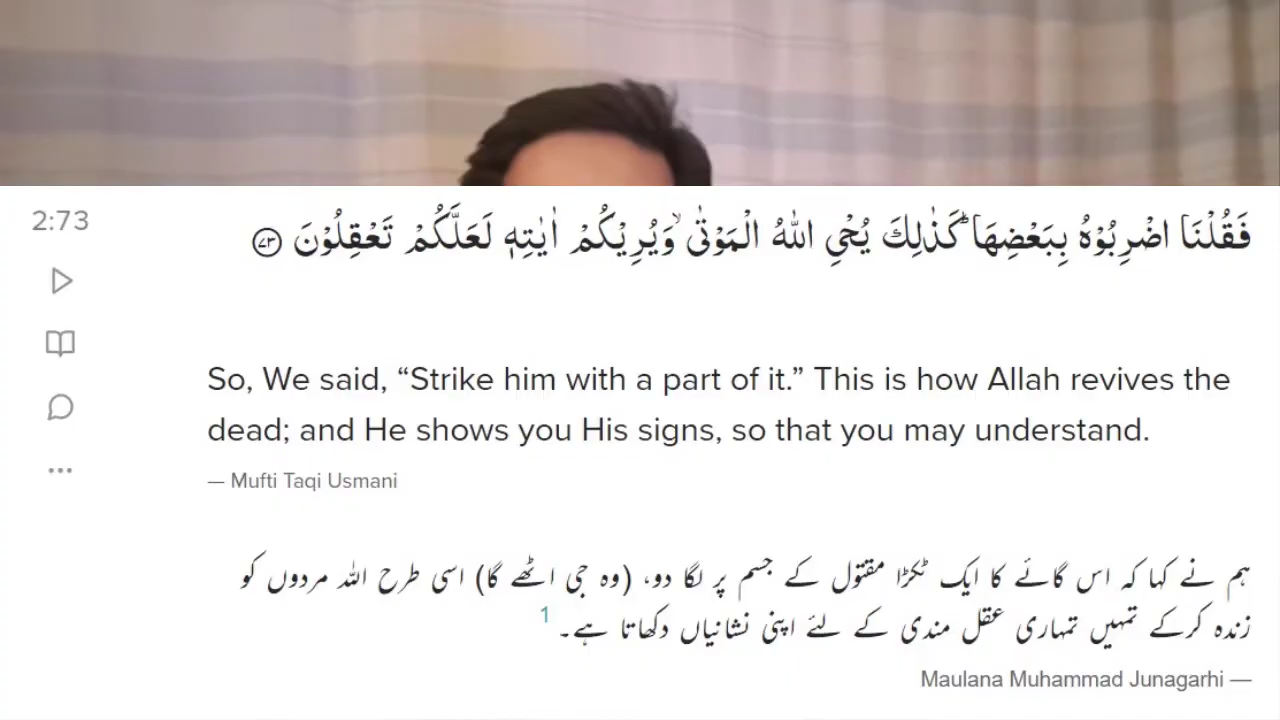 2:73
فَقُلْنَا اضْرِبُوْهُ بِبَعْضِهَا ؕ كَذٰلِكَ يُحْيِ اللّٰهُ الْمَوْتٰی ۙ وَيُرِيْكُمْ اٰيٰتِهٖ لَعَلَّكُمْ تَعْقِلُوْنَ ۟۷۳
So, We said, “Strike him with a part of it.” This is how Allah revives the
dead; and He shows you His signs, so that you may understand.
— Mufti Taqi Usmani
ہم نے کہا کہ اس گائے کا ایک ٹکڑا مقتول کے جسم پر لگا دو، (وہ جی اٹھے گا) اسی طرح اللہ مردوں کو
زنده کرکے تمہیں تمہاری عقل مندی کے لئے اپنی نشانیاں دکھاتا ہے۔ 1
Maulana Muhammad Junagarhi —